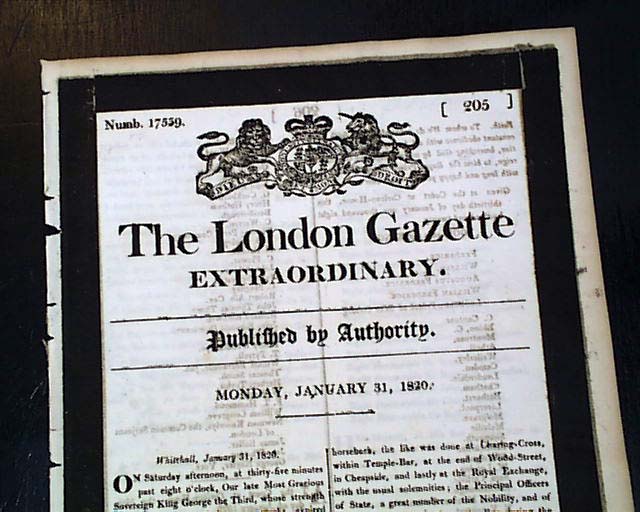 Numb. 17559.
[ 205 ]
DIEU ET
DROIT
The London Gazette
EXTRAORDINARY.
Published by Authority.
MONDAY, JANUARY 31, 1820.
Whitehall, January 31, 1820.
ON Saturday afternoon, at thirty-five minutes
past eight o'clock, Our late Most Gracious
Sovereign King George the Third, whose strength
horseback, the like was done at Charing-Cross,
within Temple-Bar, at the end of Wood-Street,
in Cheapside, and lastly at the Royal Exchange,
with the usual solemnities; the Principal Officers
of State, a great number of the Nobility, and of